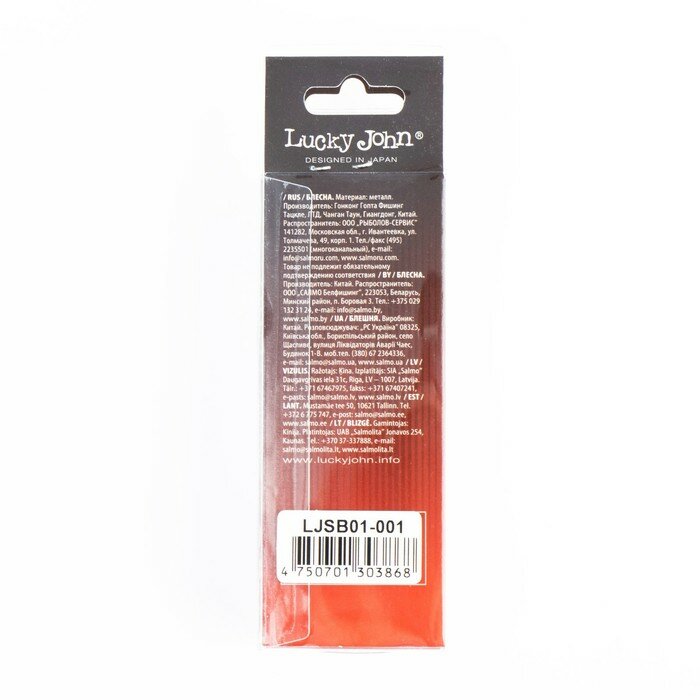 Lucky John®
DESIGNED IN JAPAN
/ RUS / БЛЕСНА. Материал: металл.
Производитель: Гонконг Голта Фишинг
Тацкле, ЛТД, Чанган Таун, Гиангдонг, Китай.
Распространитель: ООО „РЫБОЛОВ-СЕРВИС”
141282, Московская обл., г. Ивантеевка, ул.
Толмачева, 49, корп. 1. Тел./факс (495)
2235501 (многоканальный), e-mail:
info@salmoru.com, www.salmoru.com.
Товар не подлежит обязательному
подтверждению соответствия / BY / БЛЕСНА.
Производитель: Китай. Распространитель:
ООО „САЛМО Белфишинг”, 223053, Беларусь,
Минский район, п. Боровая 3. Тел.: +375 029
132 31 24, e-mail: info@salmo.by,
www.salmo.by / UA / БЛЕШНЯ. Виробник:
Китай. Розповсюджувач: „РС Україна” 08325,
Київська обл., Бориспільський район, село
Щасливе, вулиця Ліквідаторів Аварії Чаес,
Будинок 1-В. моб.тел. (380) 67 2364336,
e-mail: salmo@salmo.ua, www.salmo.ua / LV /
VIZULIS. Ražotajs: Ķina. Izplatītājs: SIA „Salmo”
Daugavgrīvas iela 31c, Riga, LV – 1007, Latvija.
Tālr.: +371 67467975, fakss: +371 67407241,
e-pasts: salmo@salmo.lv, www.salmo.lv / EST /
LANT. Mustamäe tee 50, 10621 Tallinn. Tel.
+372 6 775 747, e-post: salmo@salmo.ee,
www.salmo.ee / LT / BLIZGĖ. Gamintojas:
Kinija. Platintojas: UAB „Salmolita” Jonavos 254,
Kaunas. Tel.: +370 37-337888, e-mail:
salmo@salmolita.lt, www.salmolita.lt
www.luckyjohn.info
LJSB01-001
4 750701 303868